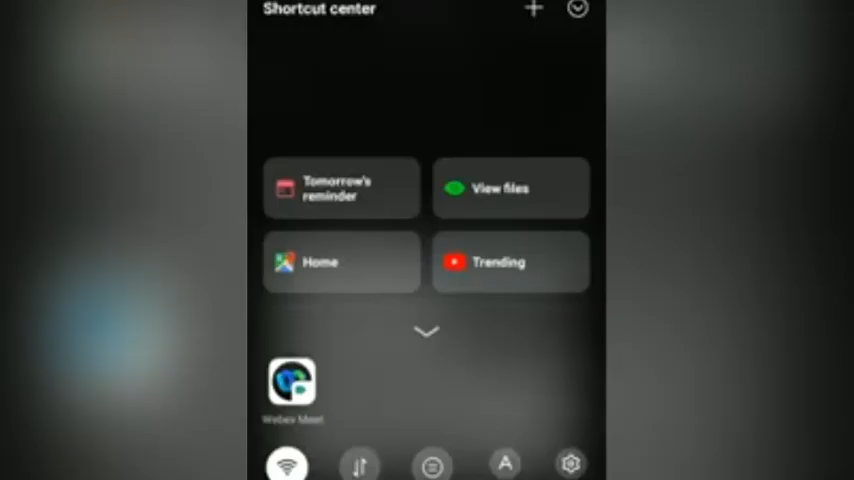 Shortcut center
Tomorrow's
reminder
View files
Home
Trending
Webex Meet
A